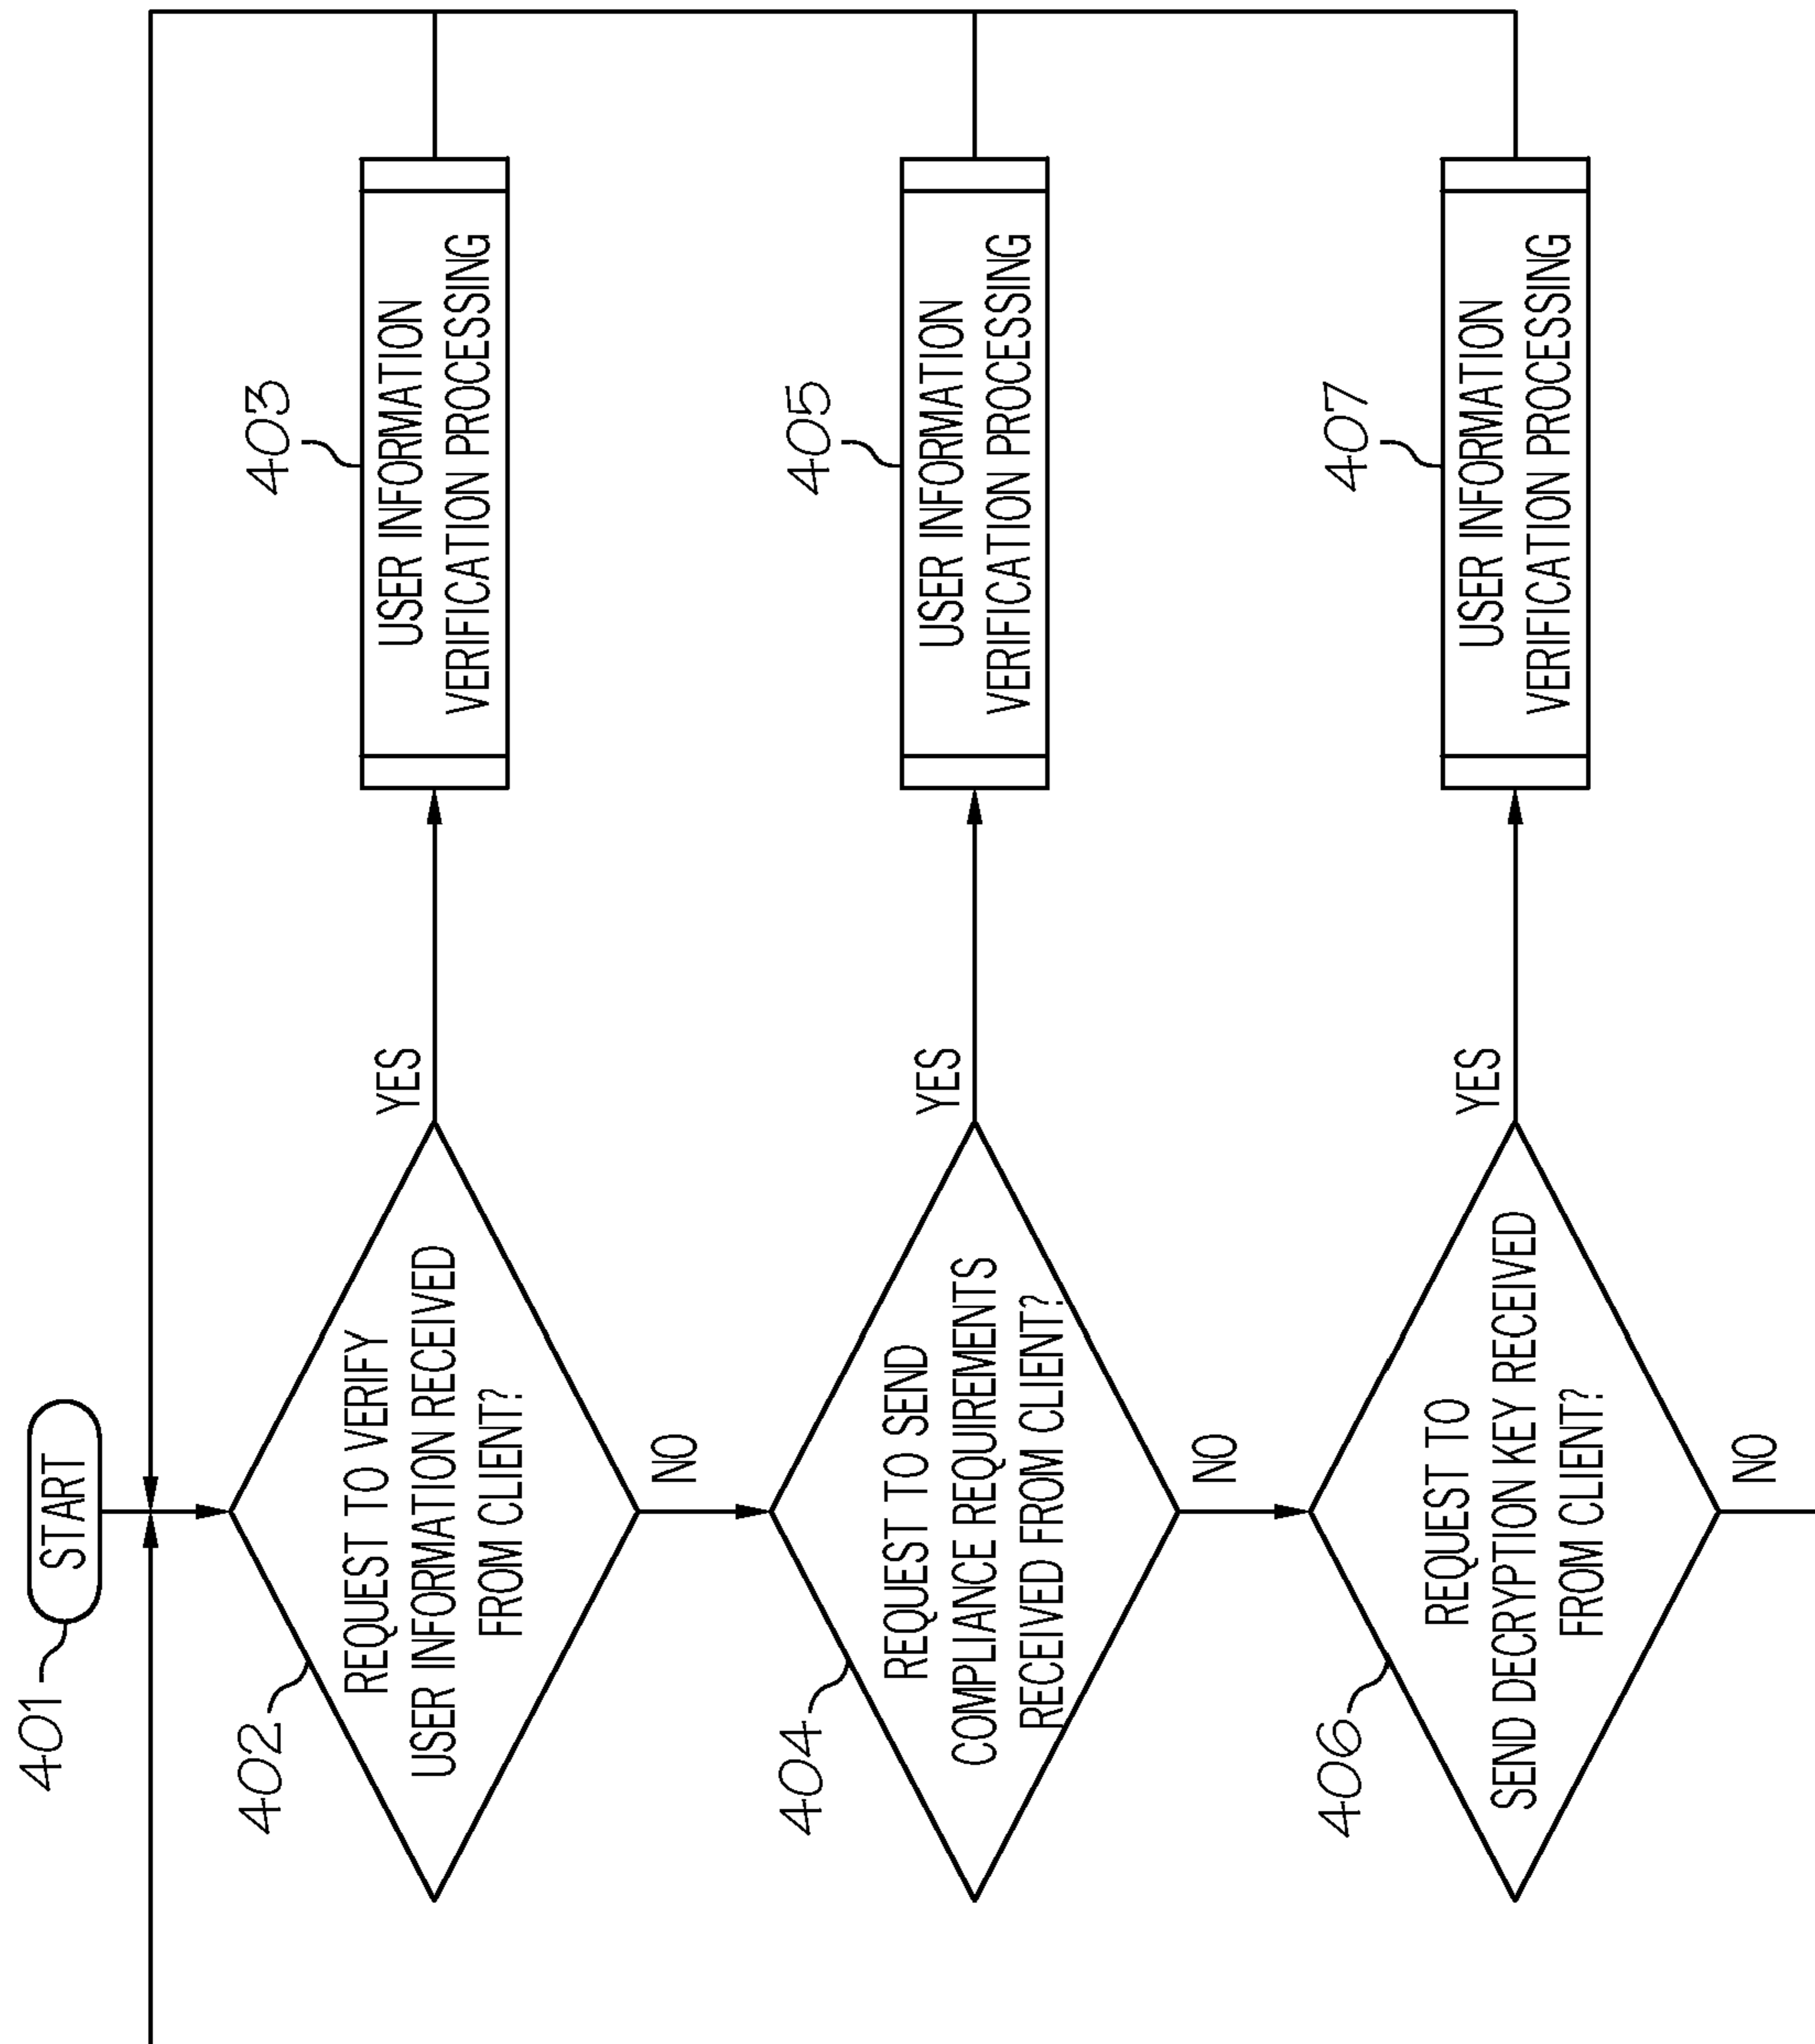 401
START
402
REQUEST TO VERIFY
USER INFORMATION RECEIVED
FROM CLIENT?
YES
403
USER INFORMATION
VERIFICATION PROCESSING
NO
404
REQUEST TO SEND
COMPLIANCE REQUIREMENTS
RECEIVED FROM CLIENT?
YES
405
USER INFORMATION
VERIFICATION PROCESSING
NO
406
REQUEST TO
SEND DECRYPTION KEY RECEIVED
FROM CLIENT?
YES
407
USER INFORMATION
VERIFICATION PROCESSING
NO